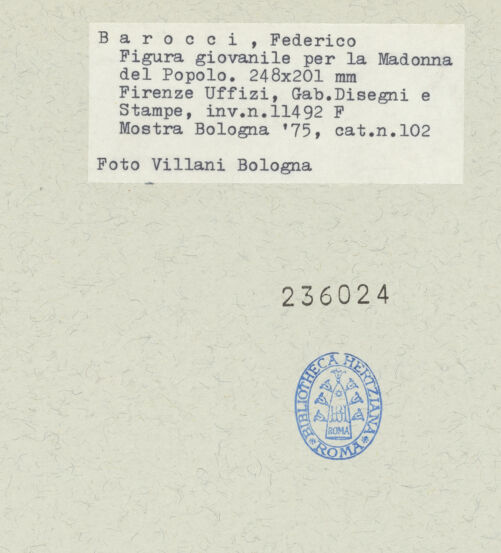 B a r o c c i , Federico
Figura giovanile per la Madonna
del Popolo. 248x201 mm
Firenze Uffizi, Gab.Disegni e
Stampe, inv.n.11492 F
Mostra Bologna '75, cat.n.102
Foto Villani Bologna
236024
BIBLIOTHECA HERTZIANA
ROMA
ROMA